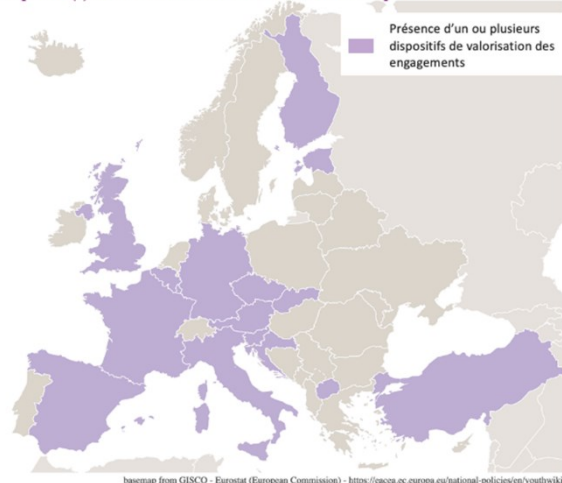 Présence d'un ou plusieurs
dispositifs de valorisation des
engagements
basemap from GISCO - Eurostat (European Commission) - https://eacea.ec.europa.eu/national-policies/en/youthwiki